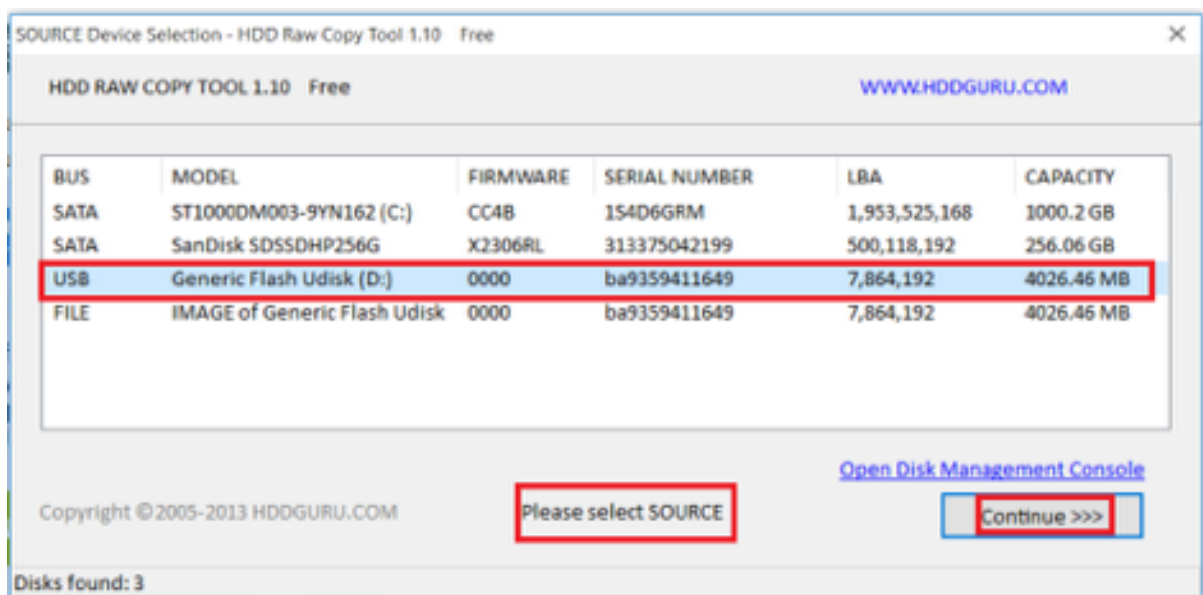 SOURCE Device Selection - HDD Raw Copy Tool 1.10 Free
HDD RAW COPY TOOL 1.10 Free WWW.HDDGURU.COM
BUS MODEL FIRMWARE SERIAL NUMBER LBA CAPACITY
SATA ST1000DM003-9YN162 (C:) CC4B 1S4D6GRM 1,953,525,168 1000.2 GB
SATA SanDisk SDSSDHP256G X2306RL 313375042199 500,118,192 256.06 GB
USB Generic Flash Udisk (D:) 0000 ba9359411649 7,864,192 4026.46 MB
FILE IMAGE of Generic Flash Udisk 0000 ba9359411649 7,864,192 4026.46 MB
Open Disk Management Console
Copyright ©2005-2013 HDDGURU.COM Please select SOURCE Continue >>>
Disks found: 3